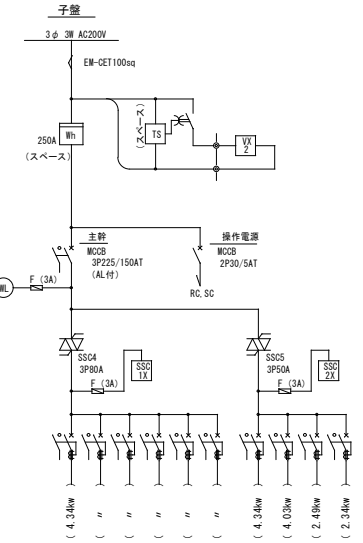 子盤
3φ 3W AC200V
EM-CET100sq
250A
(スペース)
Wh
(スペース)
TS
VX
2
主幹
MCCB
3P225/150AT
(AL付)
操作電源
MCCB
2P30/5AT
RC,SC
WL
F (3A)
SSC4
3P80A
F (3A)
SSC
1X
SSC5
3P50A
F (3A)
SSC
2X
( 4.34kw )
( 〃 )
( 〃 )
( 〃 )
( 〃 )
( 〃 )
( 4.34kw )
( 4.03kw )
( 2.49kw )
( 2.34kw )